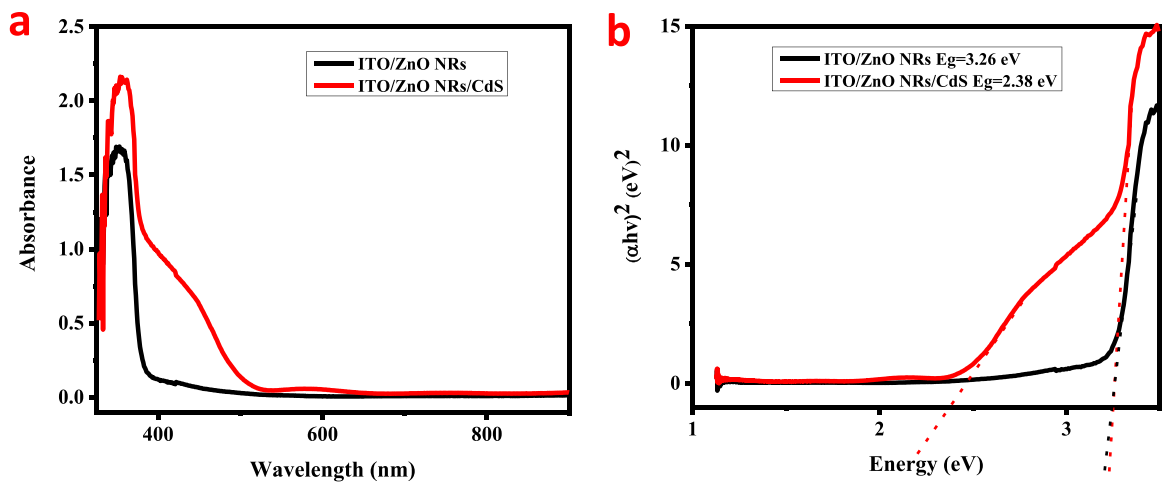 a
2.5
2.0
1.5
1.0
0.5
0.0
Absorbance
ITO/ZnO NRs
ITO/ZnO NRs/CdS
400
600
800
Wavelength (nm)
b
15
10
5
0
(αhv)² (eV)²
ITO/ZnO NRs Eg=3.26 eV
ITO/ZnO NRs/CdS Eg=2.38 eV
1
2
3
Energy (eV)